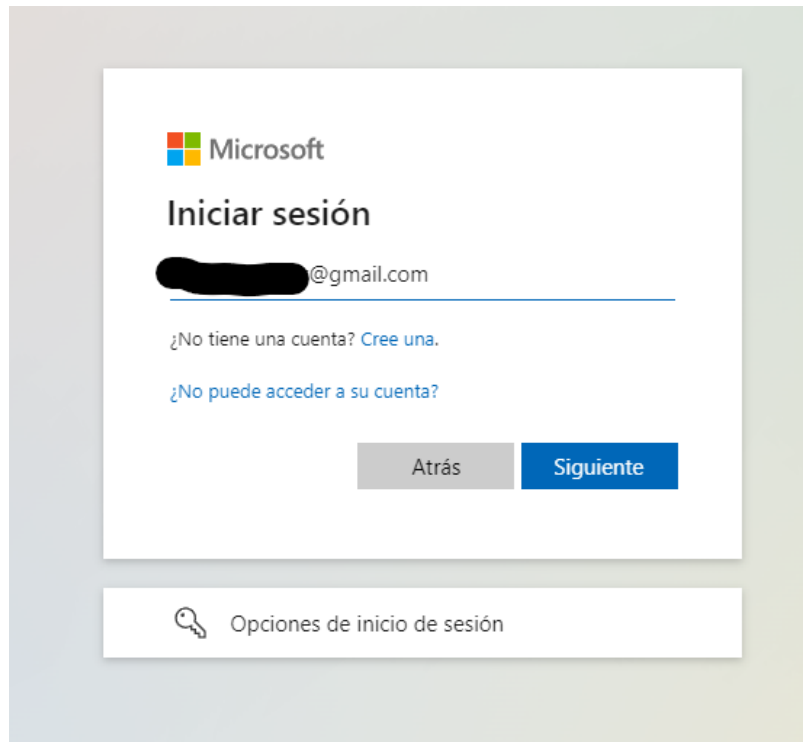 Microsoft
Iniciar sesión
@gmail.com
¿No tiene una cuenta? Cree una.
¿No puede acceder a su cuenta?
Atrás Siguiente
Opciones de inicio de sesión